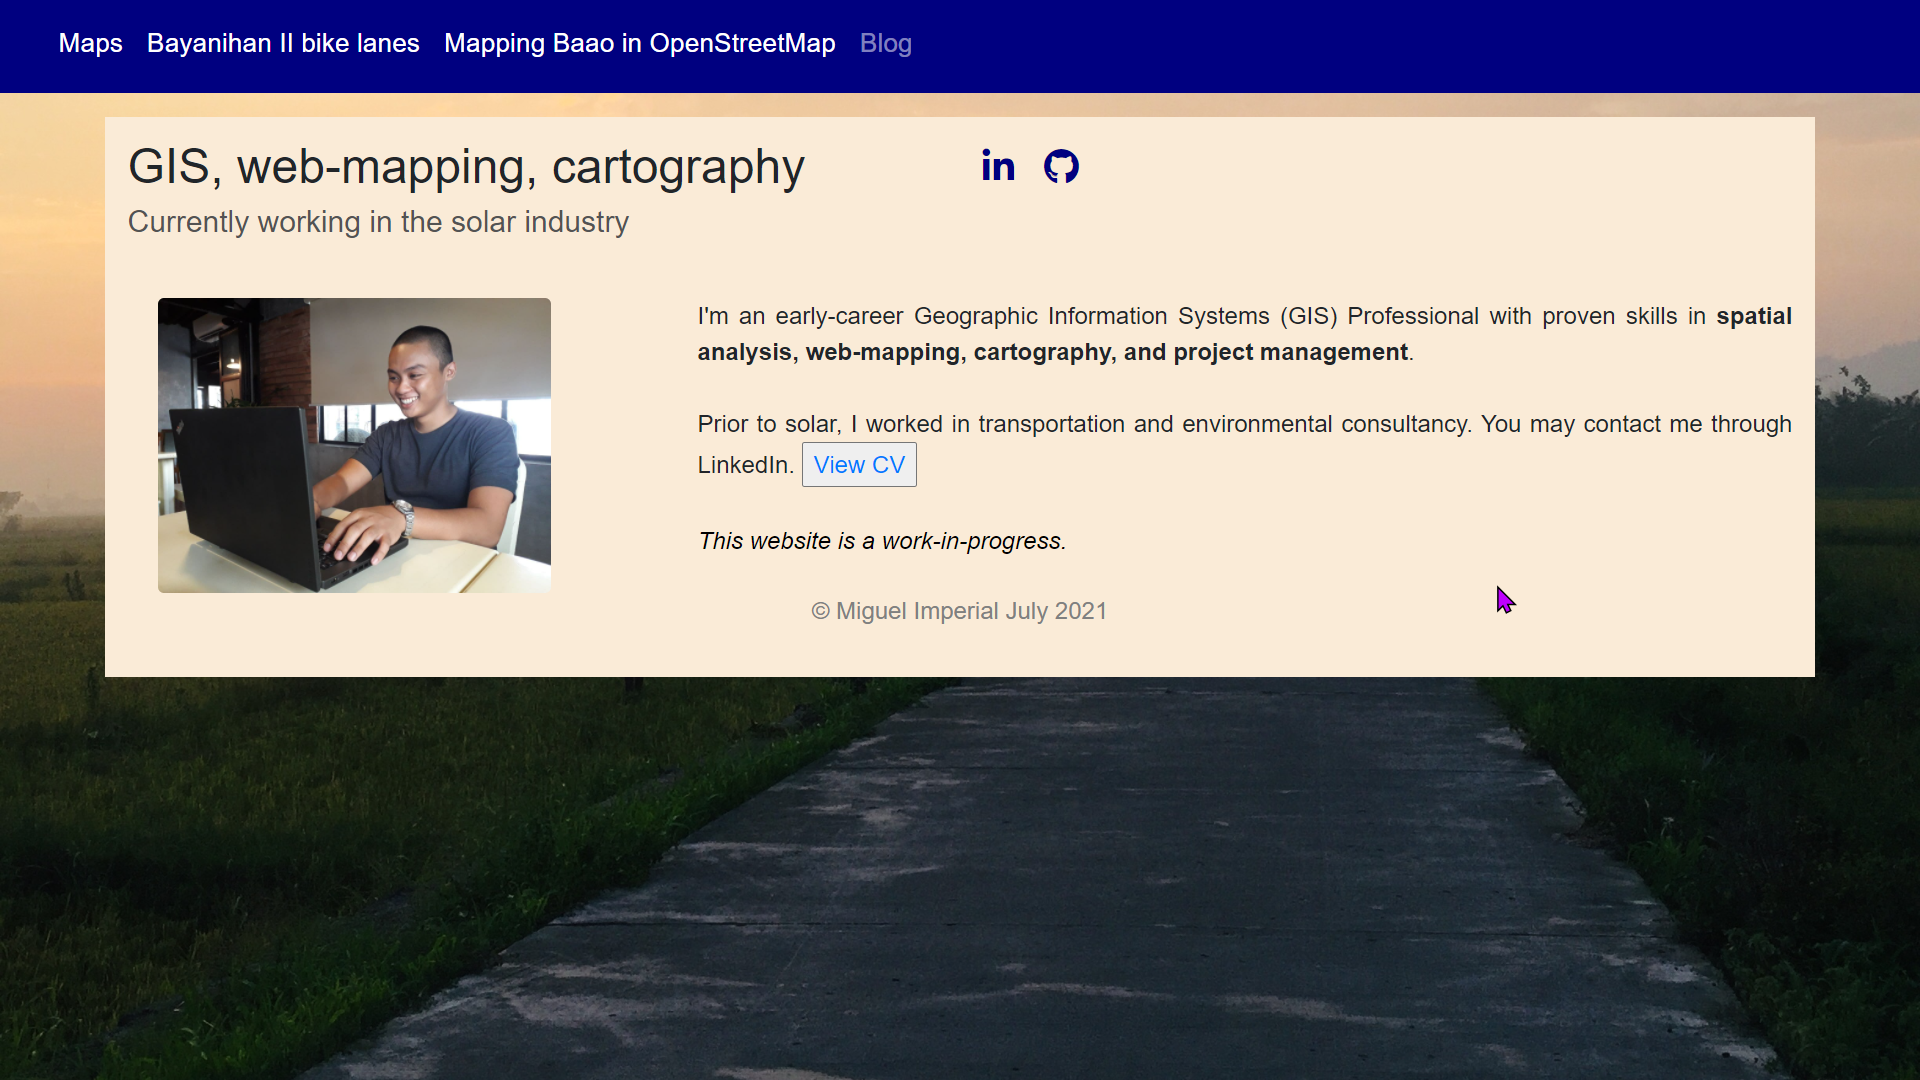 Maps Bayanihan II bike lanes Mapping Baao in OpenStreetMap Blog
GIS, web-mapping, cartography
Currently working in the solar industry
I'm an early-career Geographic Information Systems (GIS) Professional with proven skills in spatial
analysis, web-mapping, cartography, and project management.
Prior to solar, I worked in transportation and environmental consultancy. You may contact me through
LinkedIn. View CV
This website is a work-in-progress.
© Miguel Imperial July 2021